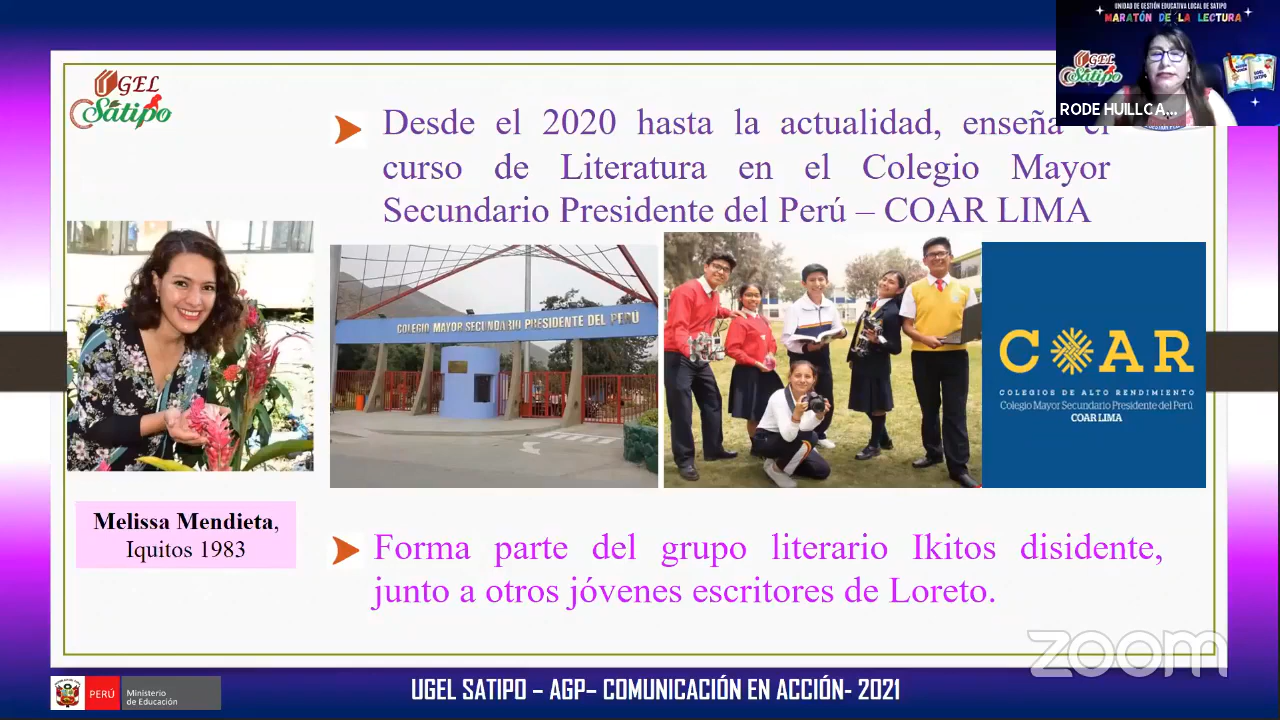 UNIDAD DE GESTIÓN EDUCATIVA LOCAL DE SATIPO
MARATÓN DE LA LECTURA
UGEL
Satipo
RODE HUILLCA...
UGEL
Satipo
Desde el 2020 hasta la actualidad, enseña el
curso de Literatura en el Colegio Mayor
Secundario Presidente del Perú – COAR LIMA
COLEGIO MAYOR SECUNDARIO PRESIDENTE DEL PERÚ
COAR
COLEGIOS DE ALTO RENDIMIENTO
Colegio Mayor Secundario Presidente del Perú
COAR LIMA
Melissa Mendieta,
Iquitos 1983
Forma parte del grupo literario Ikitos disidente,
junto a otros jóvenes escritores de Loreto.
zoom
PERÚ
Ministerio
de Educación
UGEL SATIPO – AGP– COMUNICACIÓN EN ACCIÓN- 2021